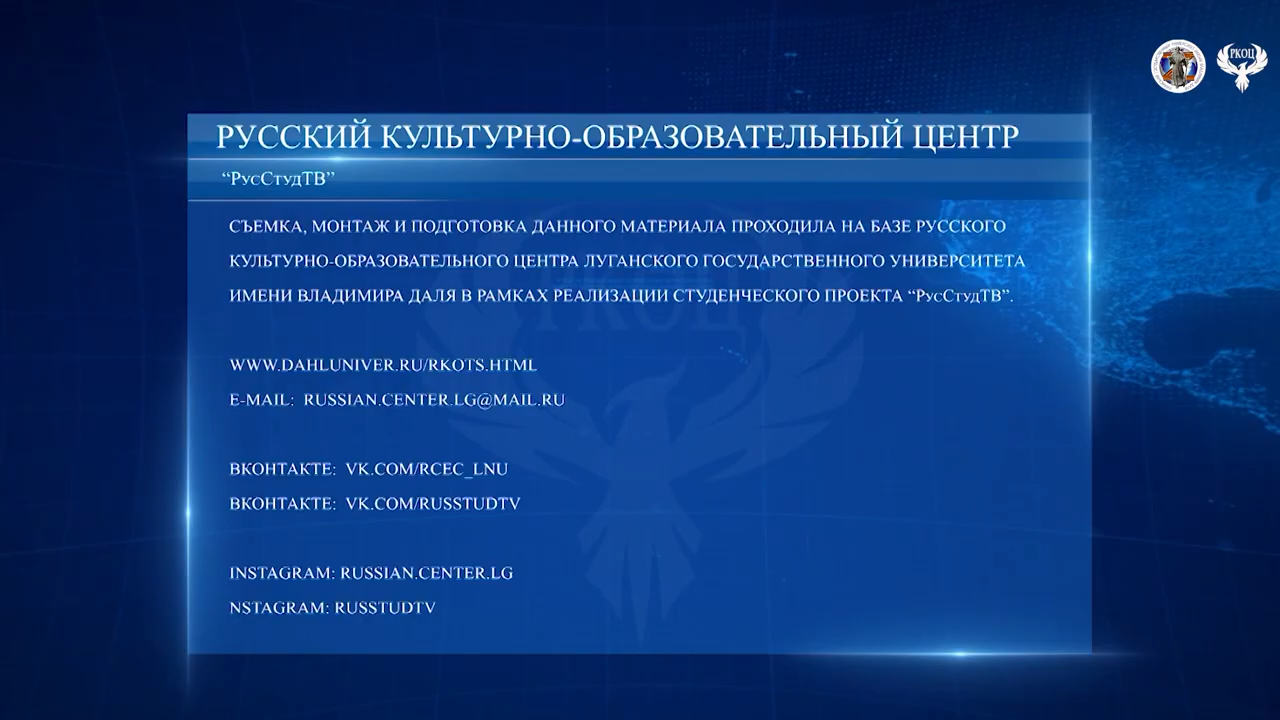 РКОЦ
РУССКИЙ КУЛЬТУРНО-ОБРАЗОВАТЕЛЬНЫЙ ЦЕНТР
“РусСтудТВ”
СЪЕМКА, МОНТАЖ И ПОДГОТОВКА ДАННОГО МАТЕРИАЛА ПРОХОДИЛА НА БАЗЕ РУССКОГО
КУЛЬТУРНО-ОБРАЗОВАТЕЛЬНОГО ЦЕНТРА ЛУГАНСКОГО ГОСУДАРСТВЕННОГО УНИВЕРСИТЕТА
ИМЕНИ ВЛАДИМИРА ДАЛЯ В РАМКАХ РЕАЛИЗАЦИИ СТУДЕНЧЕСКОГО ПРОЕКТА “РусСтудТВ”.
РКОЦ
WWW.DAHLUNIVER.RU/RKOTS.HTML
E-MAIL: RUSSIAN.CENTER.LG@MAIL.RU
ВКОНТАКТЕ: VK.COM/RCEC_LNU
ВКОНТАКТЕ: VK.COM/RUSSTUDTV
INSTAGRAM: RUSSIAN.CENTER.LG
NSTAGRAM: RUSSTUDTV